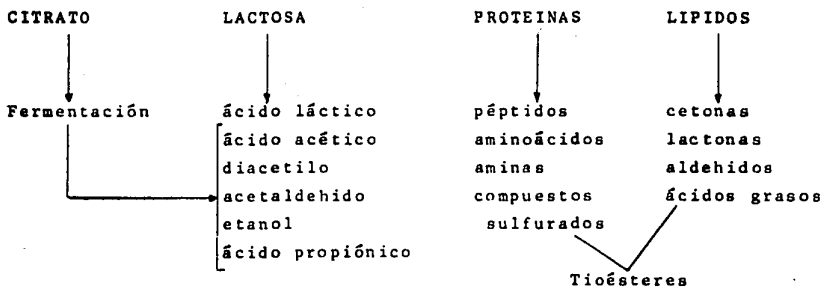 CITRATO LACTOSA PROTEINAS LIPIDOS
Fermentación ácido láctico péptidos cetonas
ácido acético aminoácidos lactonas
diacetilo aminas aldehidos
acetaldehido compuestos ácidos grasos
etanol sulfurados
ácido propiónico
Tioésteres